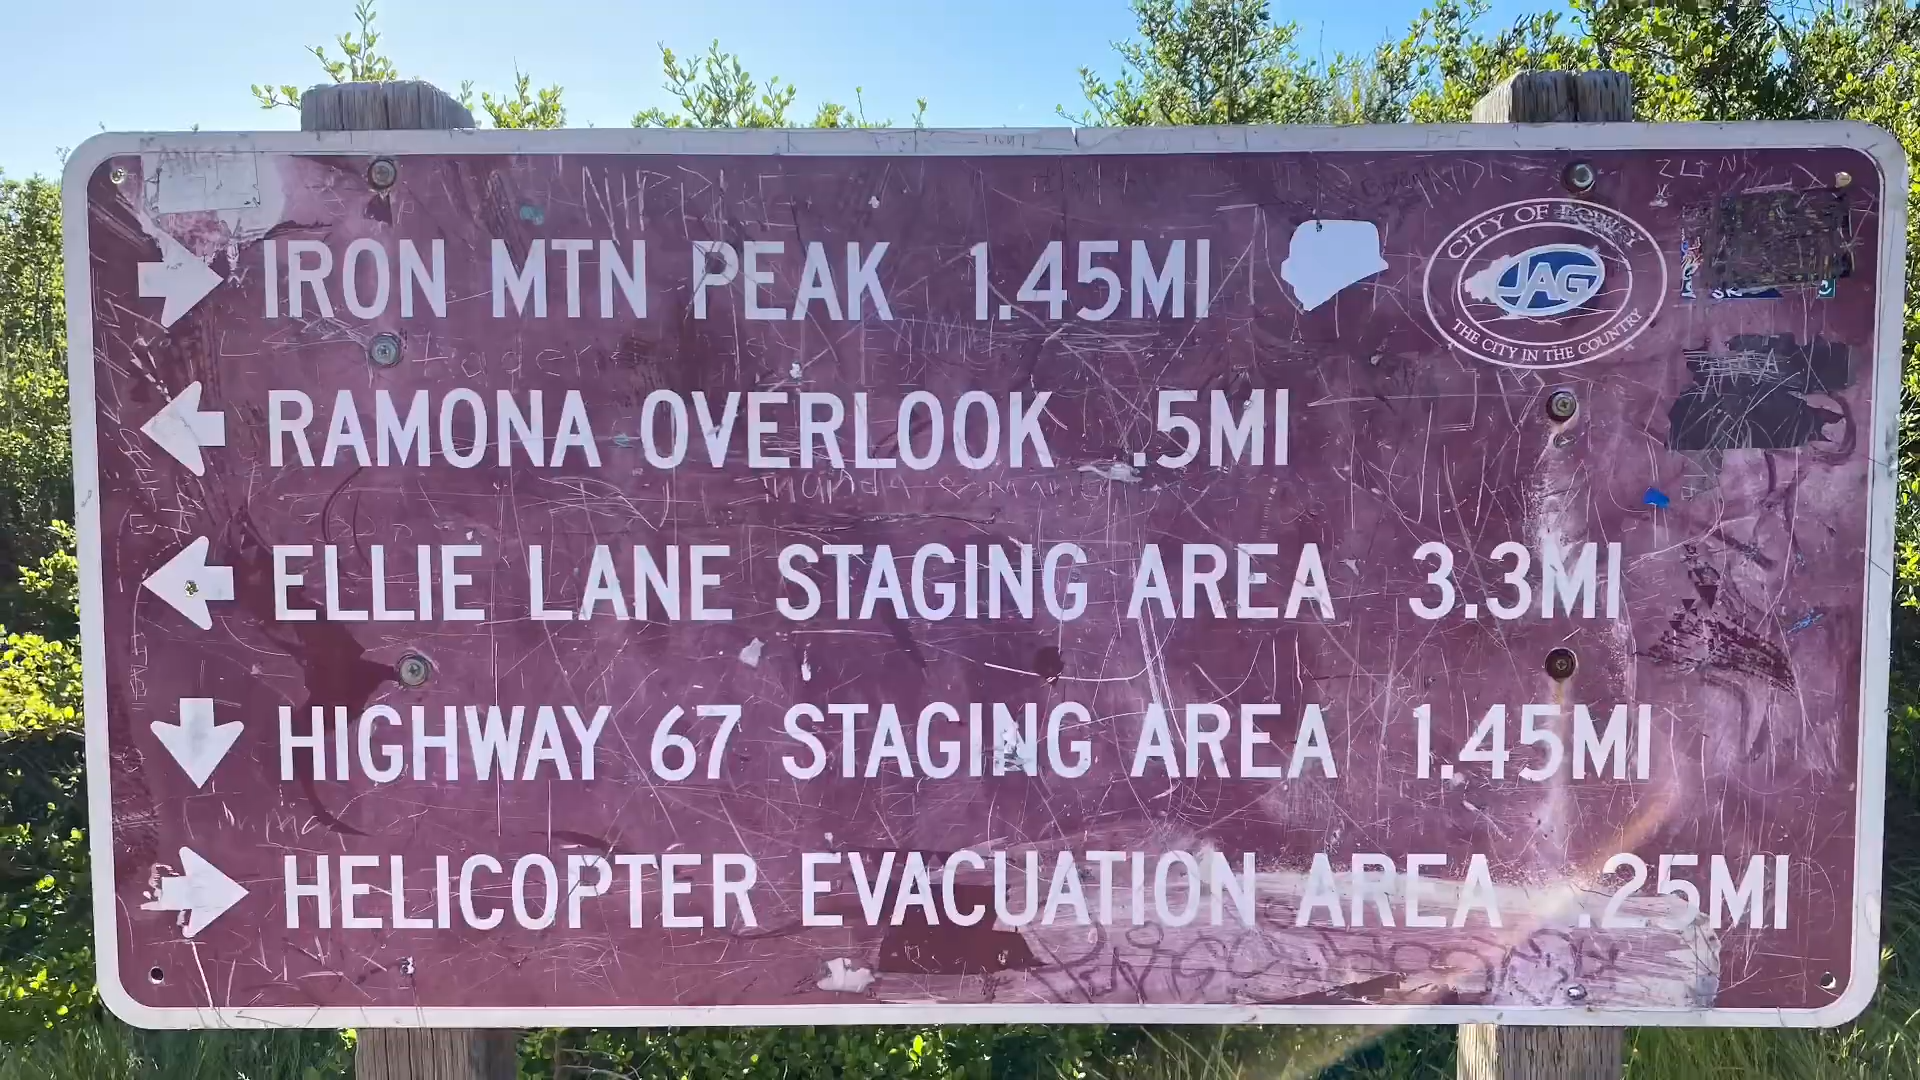 IRON MTN PEAK 1.45MI
CITY OF POWAY
JAG
THE CITY IN THE COUNTRY
RAMONA OVERLOOK .5MI
ELLIE LANE STAGING AREA 3.3MI
HIGHWAY 67 STAGING AREA 1.45MI
HELICOPTER EVACUATION AREA .25MI